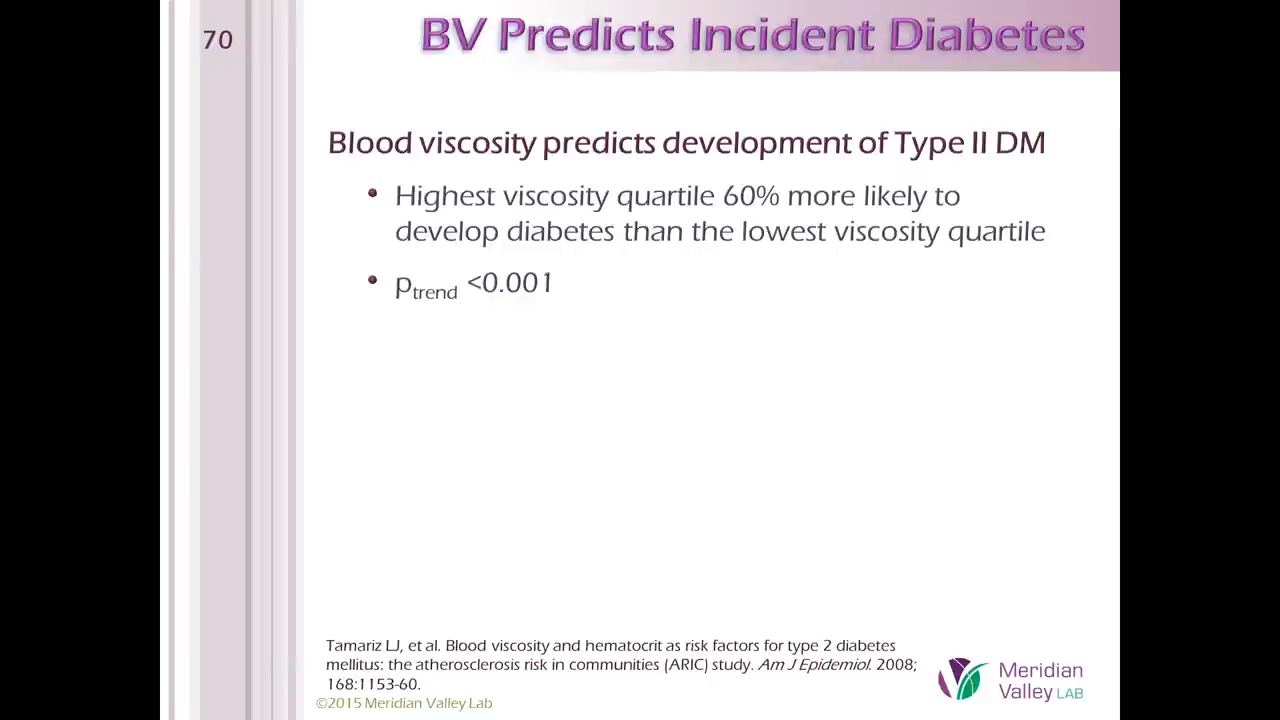 70
BV Predicts Incident Diabetes
Blood viscosity predicts development of Type II DM
• Highest viscosity quartile 60% more likely to
develop diabetes than the lowest viscosity quartile
• ptrend <0.001
Tamariz LJ, et al. Blood viscosity and hematocrit as risk factors for type 2 diabetes
mellitus: the atherosclerosis risk in communities (ARIC) study. Am J Epidemiol. 2008;
168:1153-60.
©2015 Meridian Valley Lab
Meridian
Valley LAB